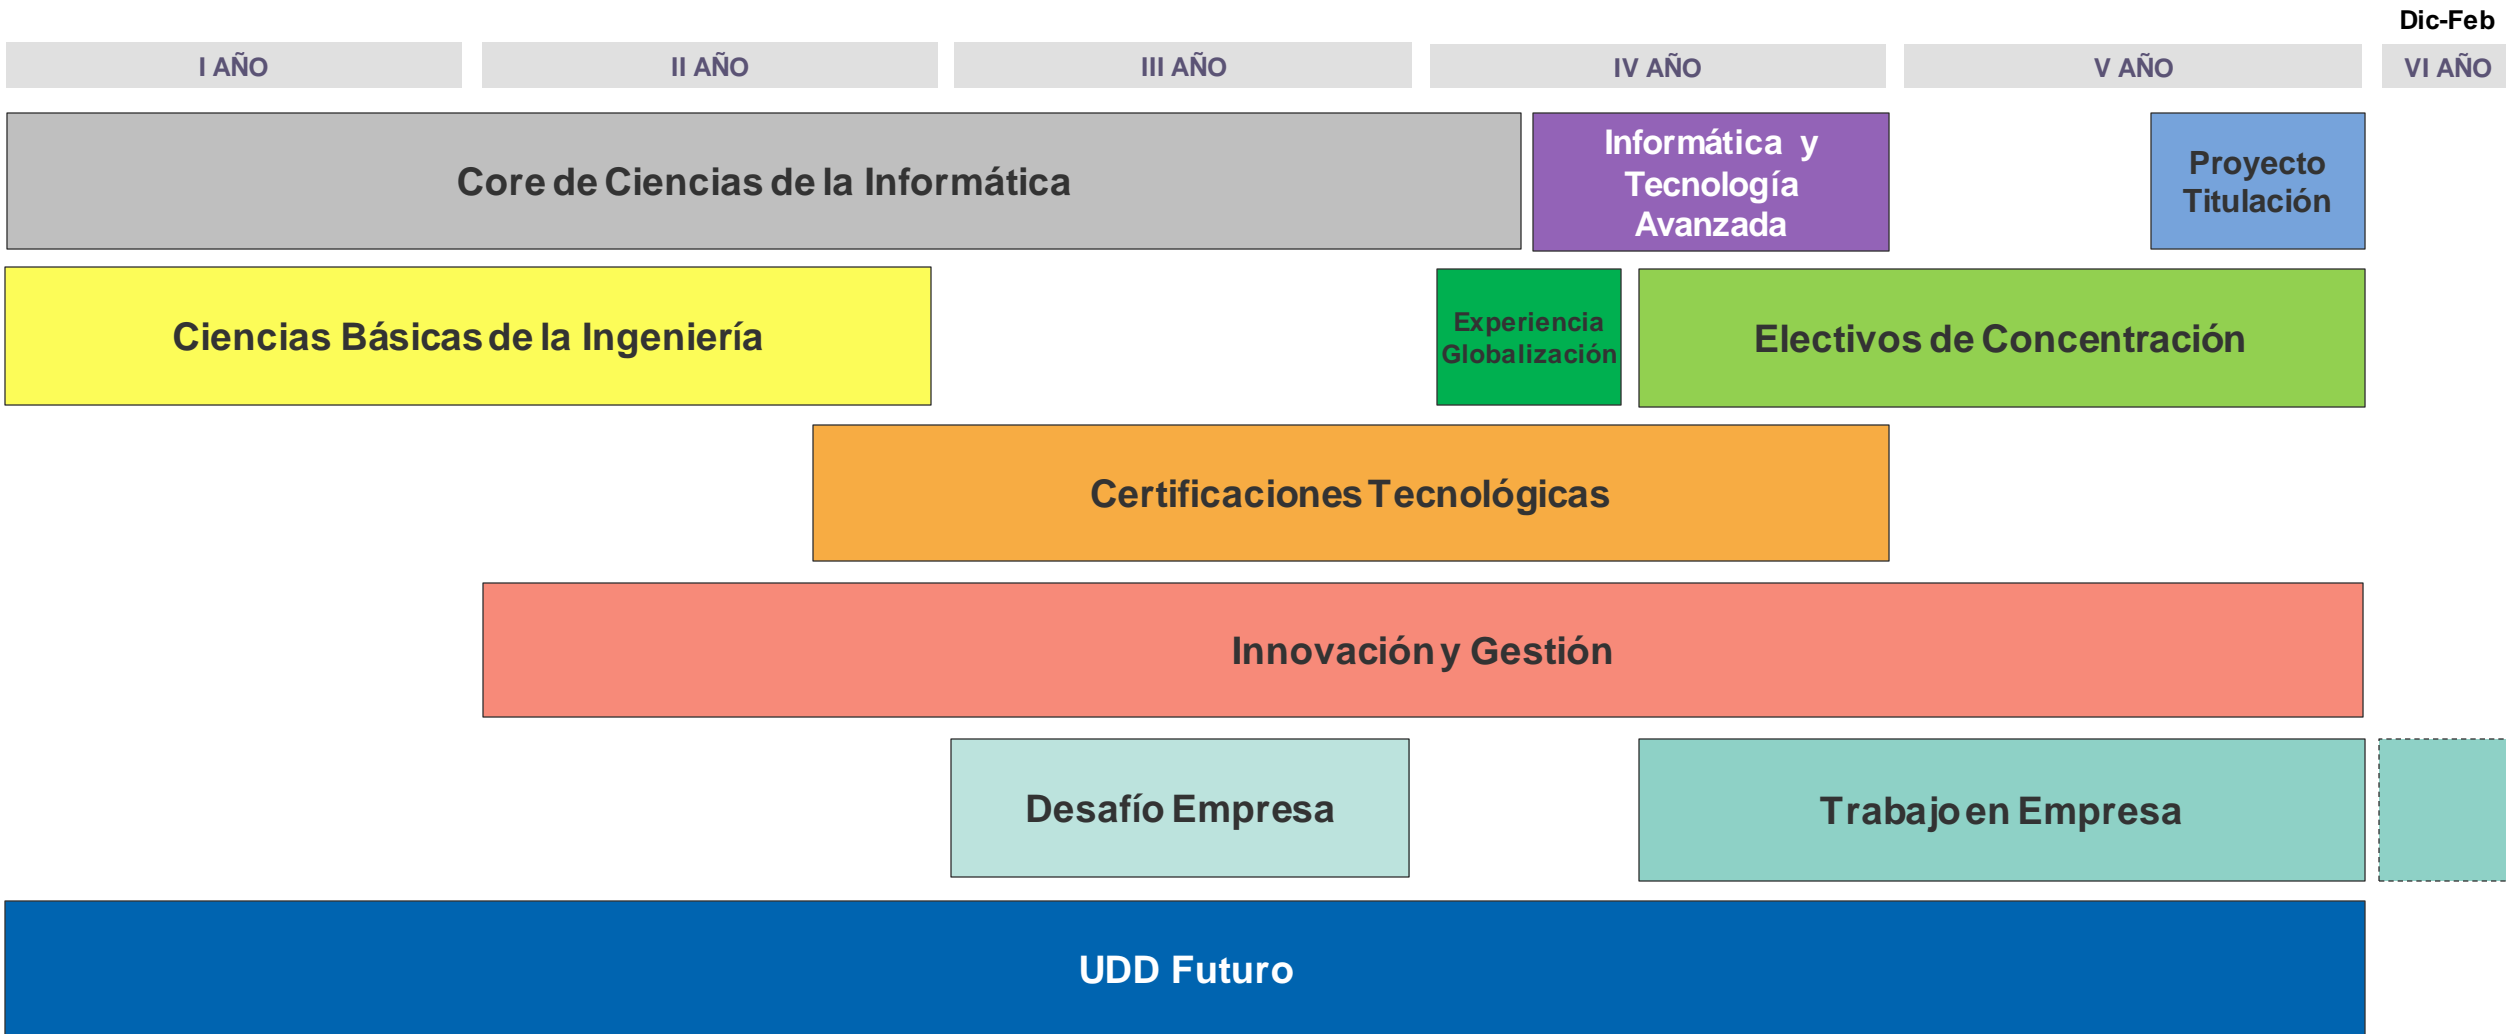 Dic-Feb
I AÑO
II AÑO
III AÑO
IV AÑO
V AÑO
VI AÑO
Core de Ciencias de la Informática
Informática y
Tecnología
Avanzada
Proyecto
Titulación
Ciencias Básicas de la Ingeniería
Experiencia
Globalización
Electivos de Concentración
Certificaciones Tecnológicas
Innovación y Gestión
Desafío Empresa
Trabajo en Empresa
UDD Futuro